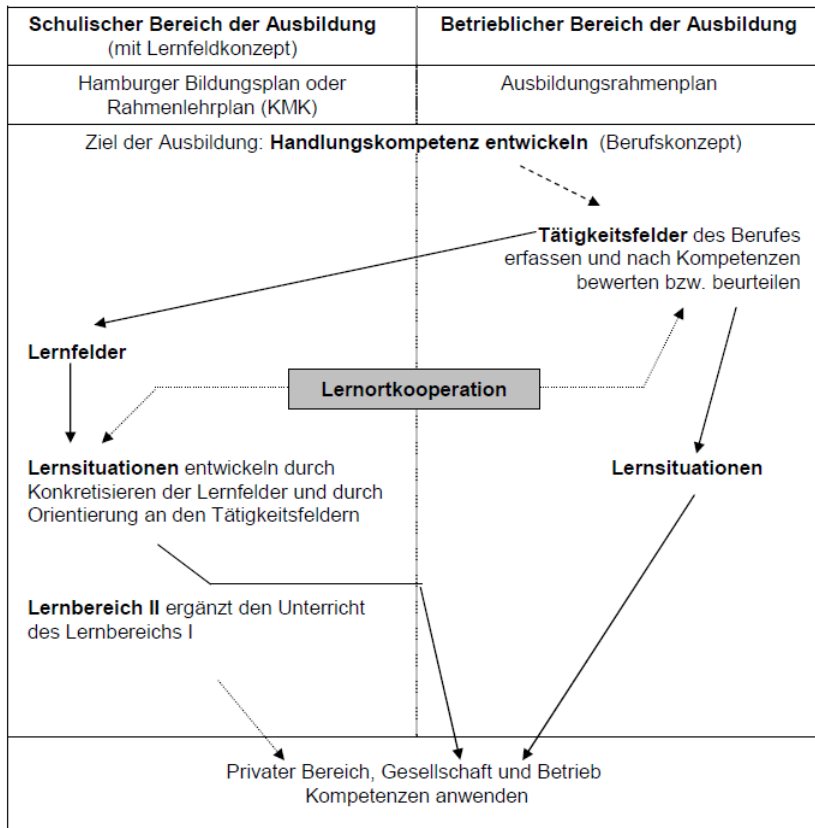 Schulischer Bereich der Ausbildung
(mit Lernfeldkonzept)
Betrieblicher Bereich der Ausbildung
Hamburger Bildungsplan oder
Rahmenlehrplan (KMK)
Ausbildungsrahmenplan
Ziel der Ausbildung: Handlungskompetenz entwickeln (Berufskonzept)
Tätigkeitsfelder des Berufes
erfassen und nach Kompetenzen
bewerten bzw. beurteilen
Lernfelder
Lernortkooperation
Lernsituationen entwickeln durch
Konkretisieren der Lernfelder und durch
Orientierung an den Tätigkeitsfeldern
Lernsituationen
Lernbereich II ergänzt den Unterricht
des Lernbereichs I
Privater Bereich, Gesellschaft und Betrieb
Kompetenzen anwenden